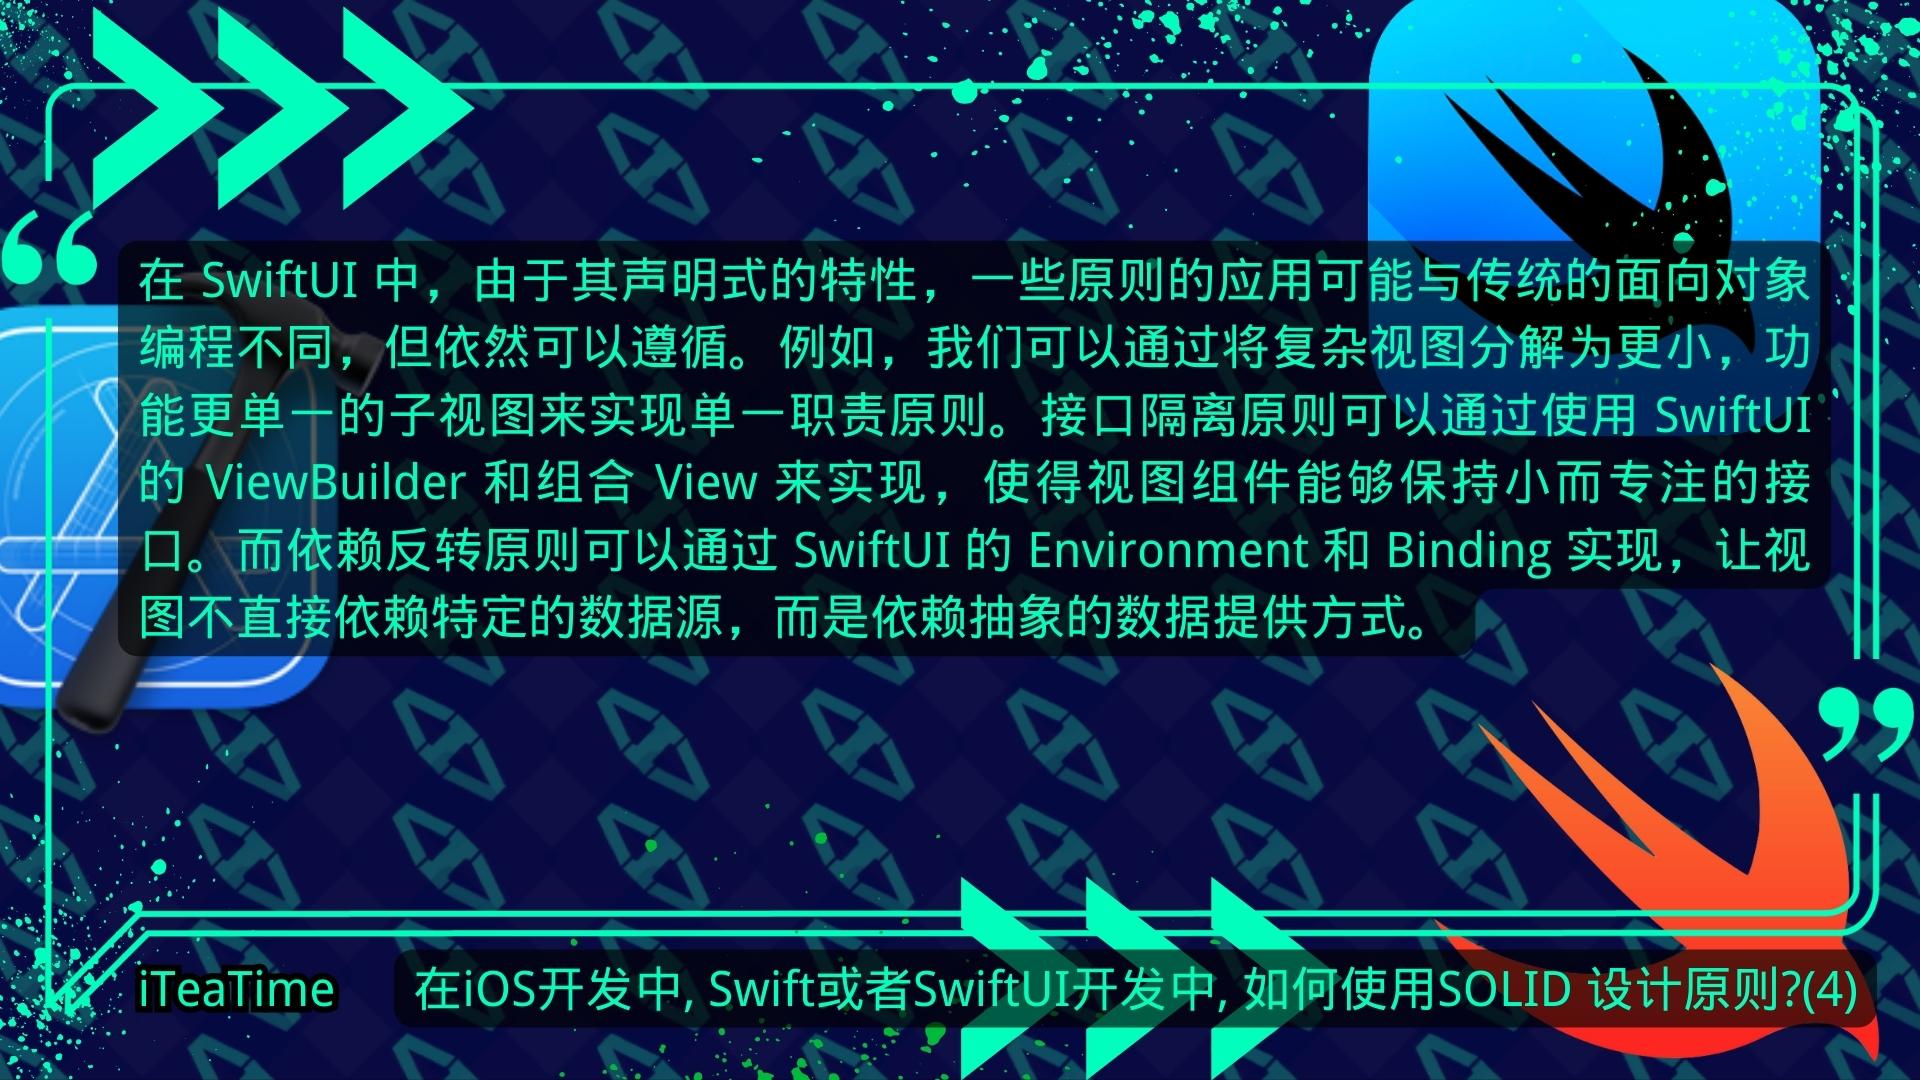 在 SwiftUI 中，由于其声明式的特性，一些原则的应用可能与传统的面向对象
编程不同，但依然可以遵循。例如，我们可以通过将复杂视图分解为更小，功
能更单一的子视图来实现单一职责原则。接口隔离原则可以通过使用 SwiftUI
的 ViewBuilder 和组合 View 来实现，使得视图组件能够保持小而专注的接
口。而依赖反转原则可以通过 SwiftUI 的 Environment 和 Binding 实现，让视
图不直接依赖特定的数据源，而是依赖抽象的数据提供方式。
iTeaTime
在iOS开发中, Swift或者SwiftUI开发中, 如何使用SOLID 设计原则?(4)